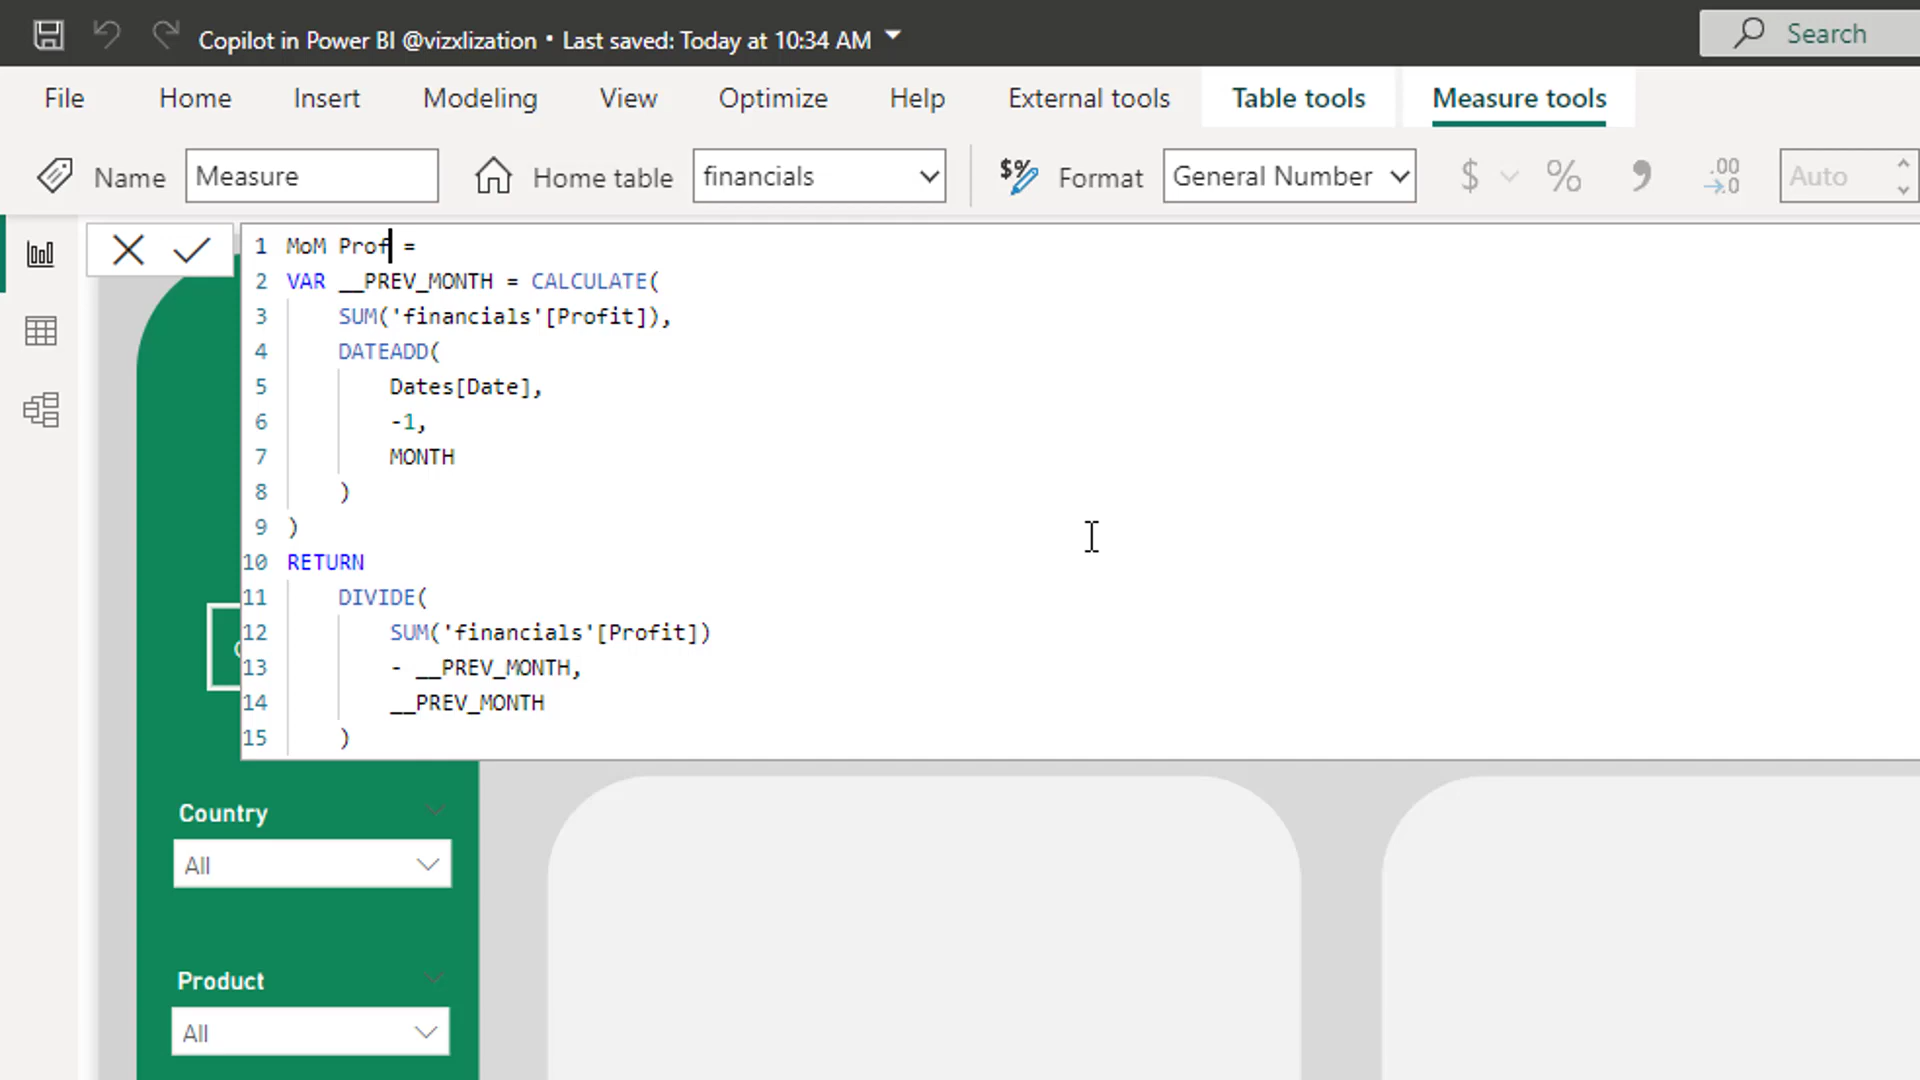 Copilot in Power BI @vizxlization • Last saved: Today at 10:34 AM
Search
File Home Insert Modeling View Optimize Help External tools Table tools Measure tools
Name Measure Home table financials $% Format General Number $ % 9 .00 →.0 Auto
1 MoM Prof =
2 VAR __PREV_MONTH = CALCULATE(
3 SUM('financials'[Profit]),
4 DATEADD(
5 Dates[Date],
6 -1,
7 MONTH
8 )
9 )
10 RETURN
11 DIVIDE(
12 SUM('financials'[Profit])
13 - __PREV_MONTH,
14 __PREV_MONTH
15 )
Country
All
Product
All